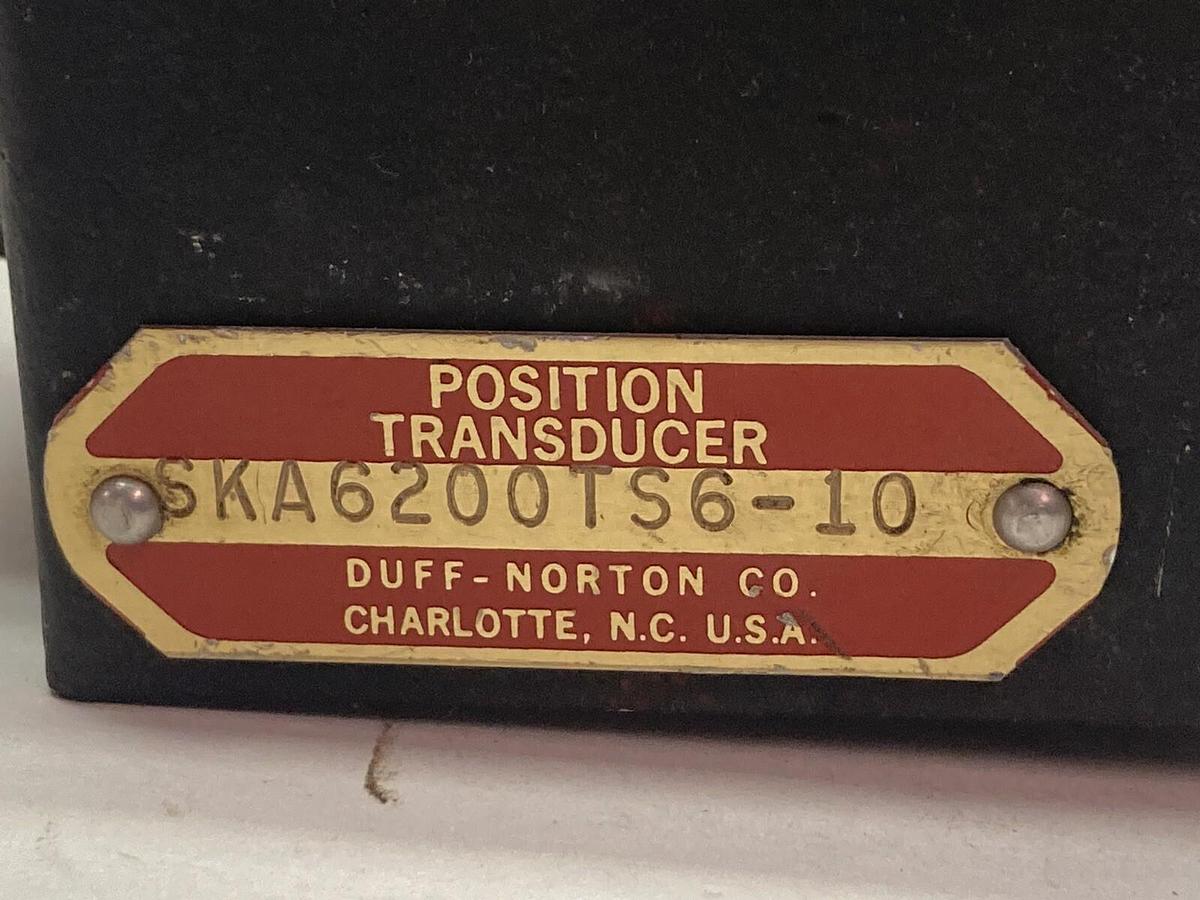 POSITION
TRANSDUCER
SKA6200TS6-10
DUFF-NORTON CO.
CHARLOTTE, N.C. U.S.A.